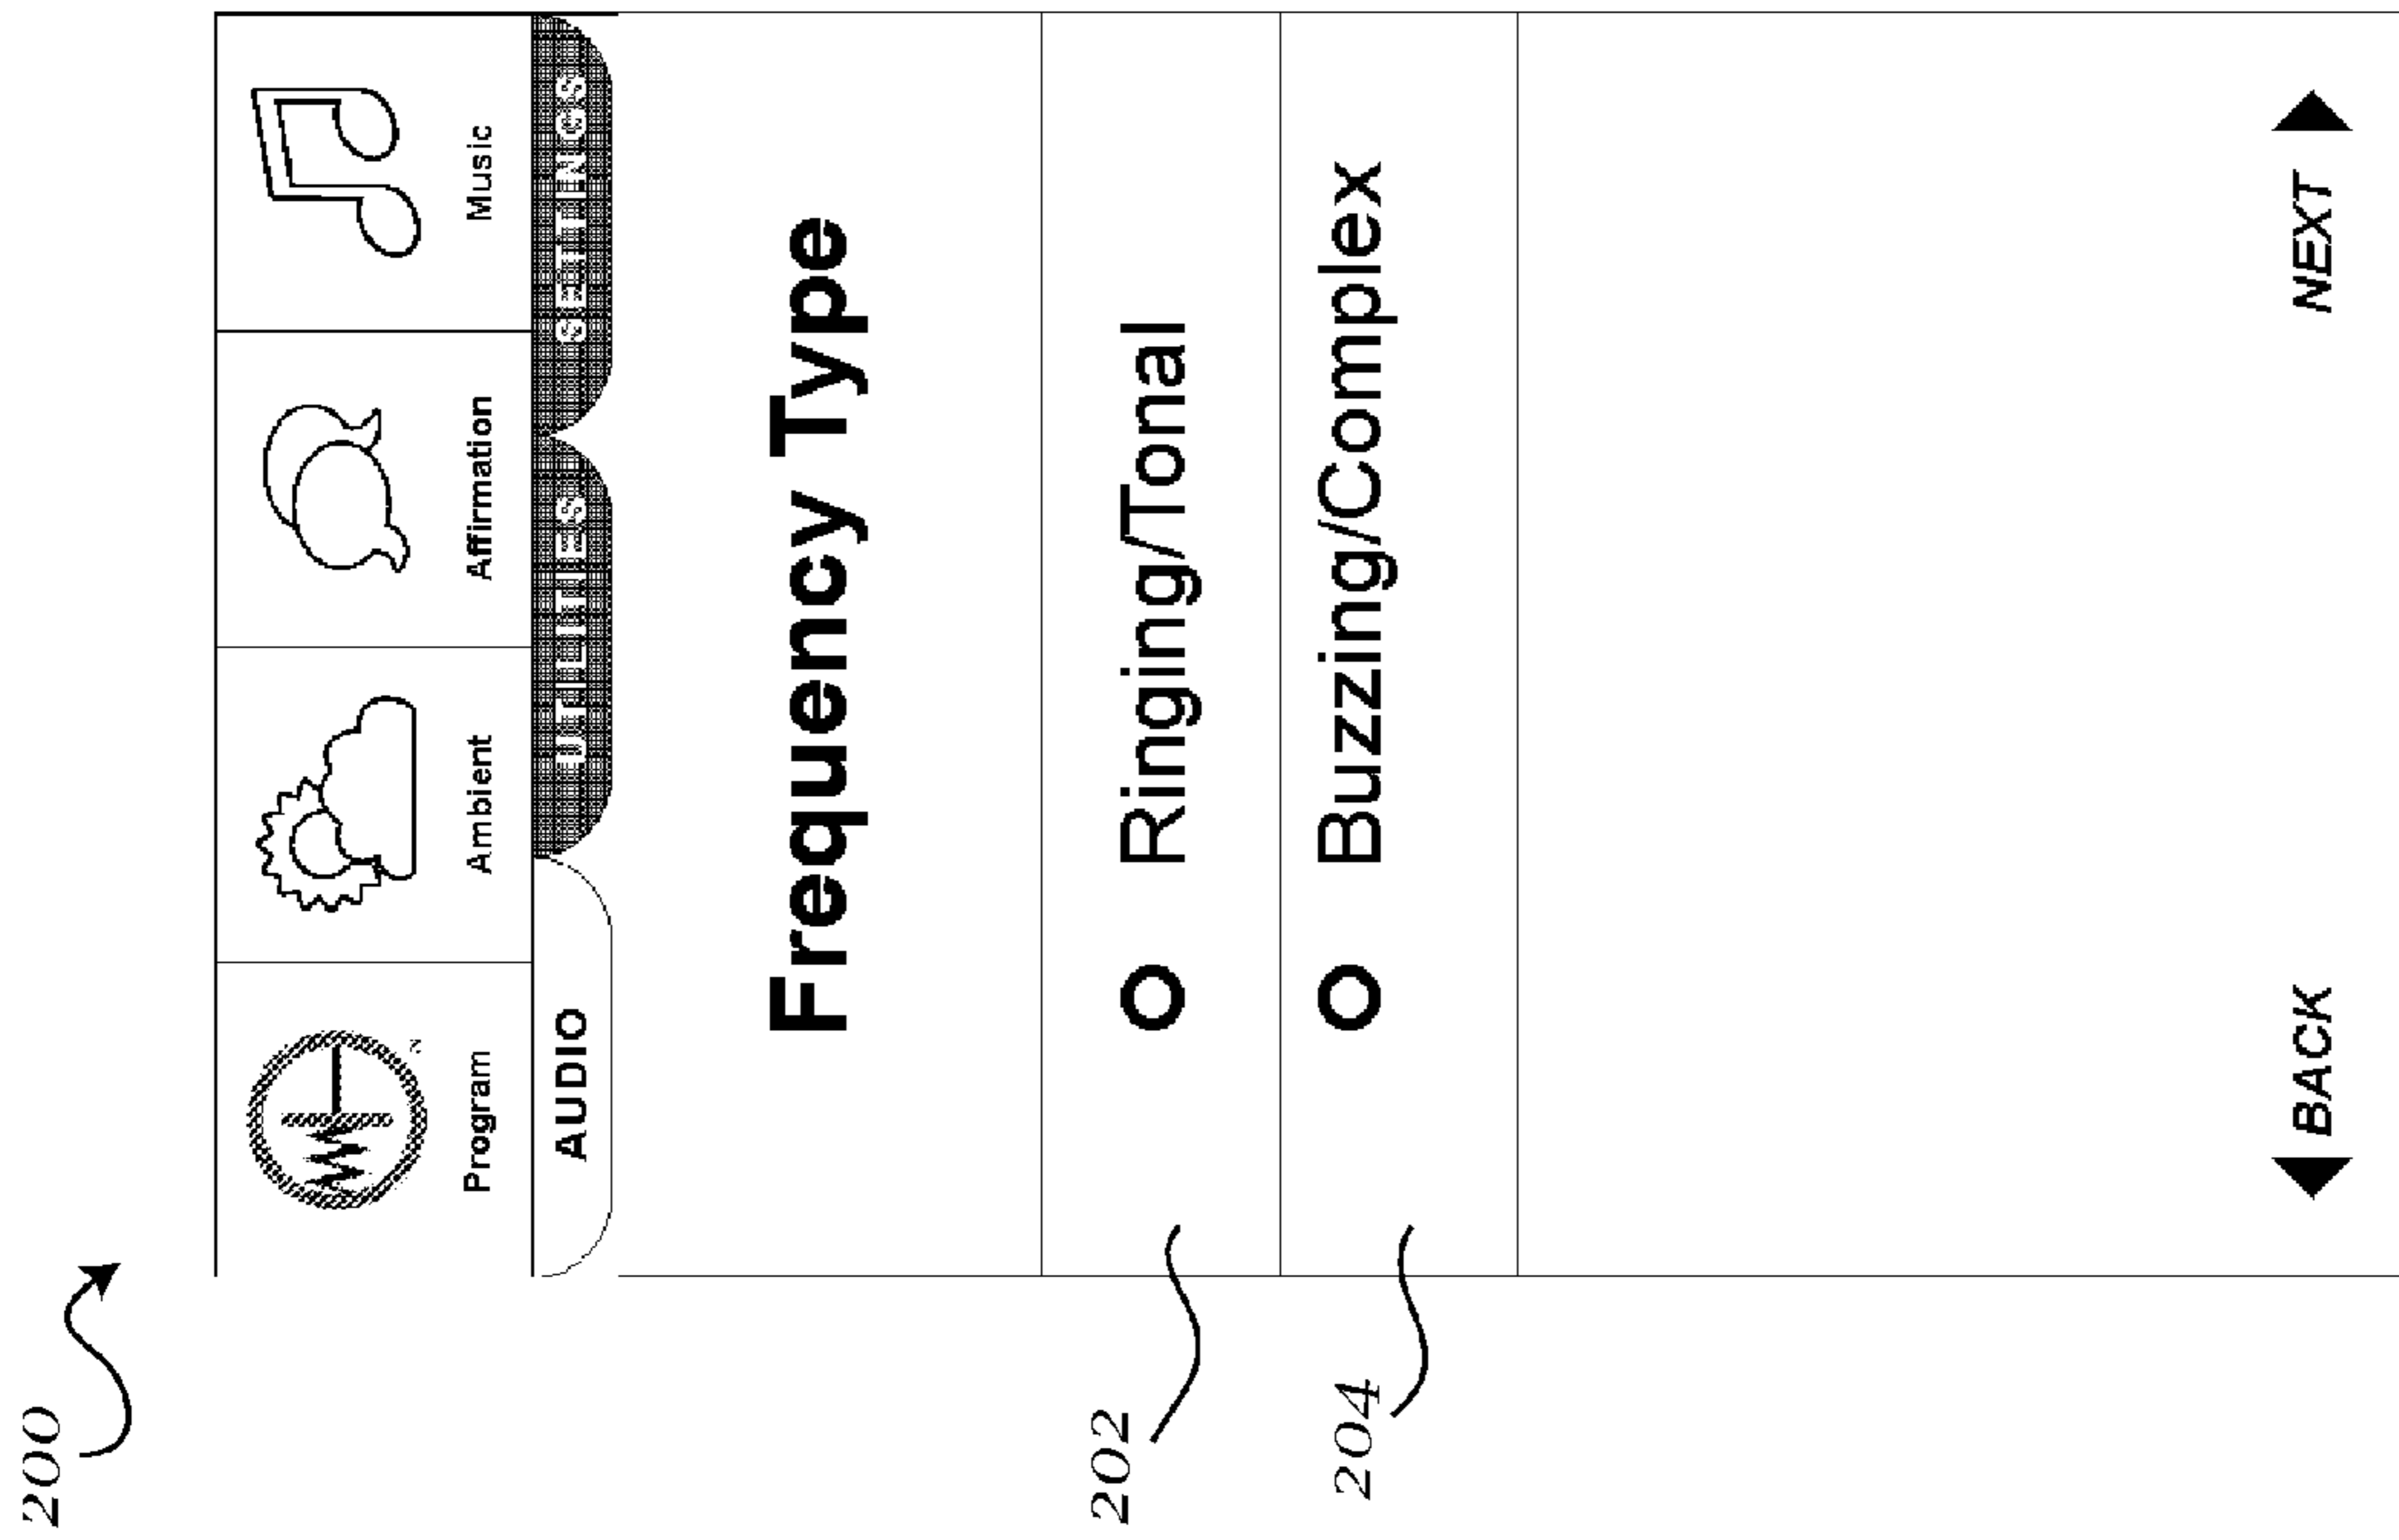 200
Program Ambient Affirmation Music
AUDIO UTILITIES SETTINGS
Frequency Type
202 Ringing/Tonal
204 Buzzing/Complex
BACK NEXT